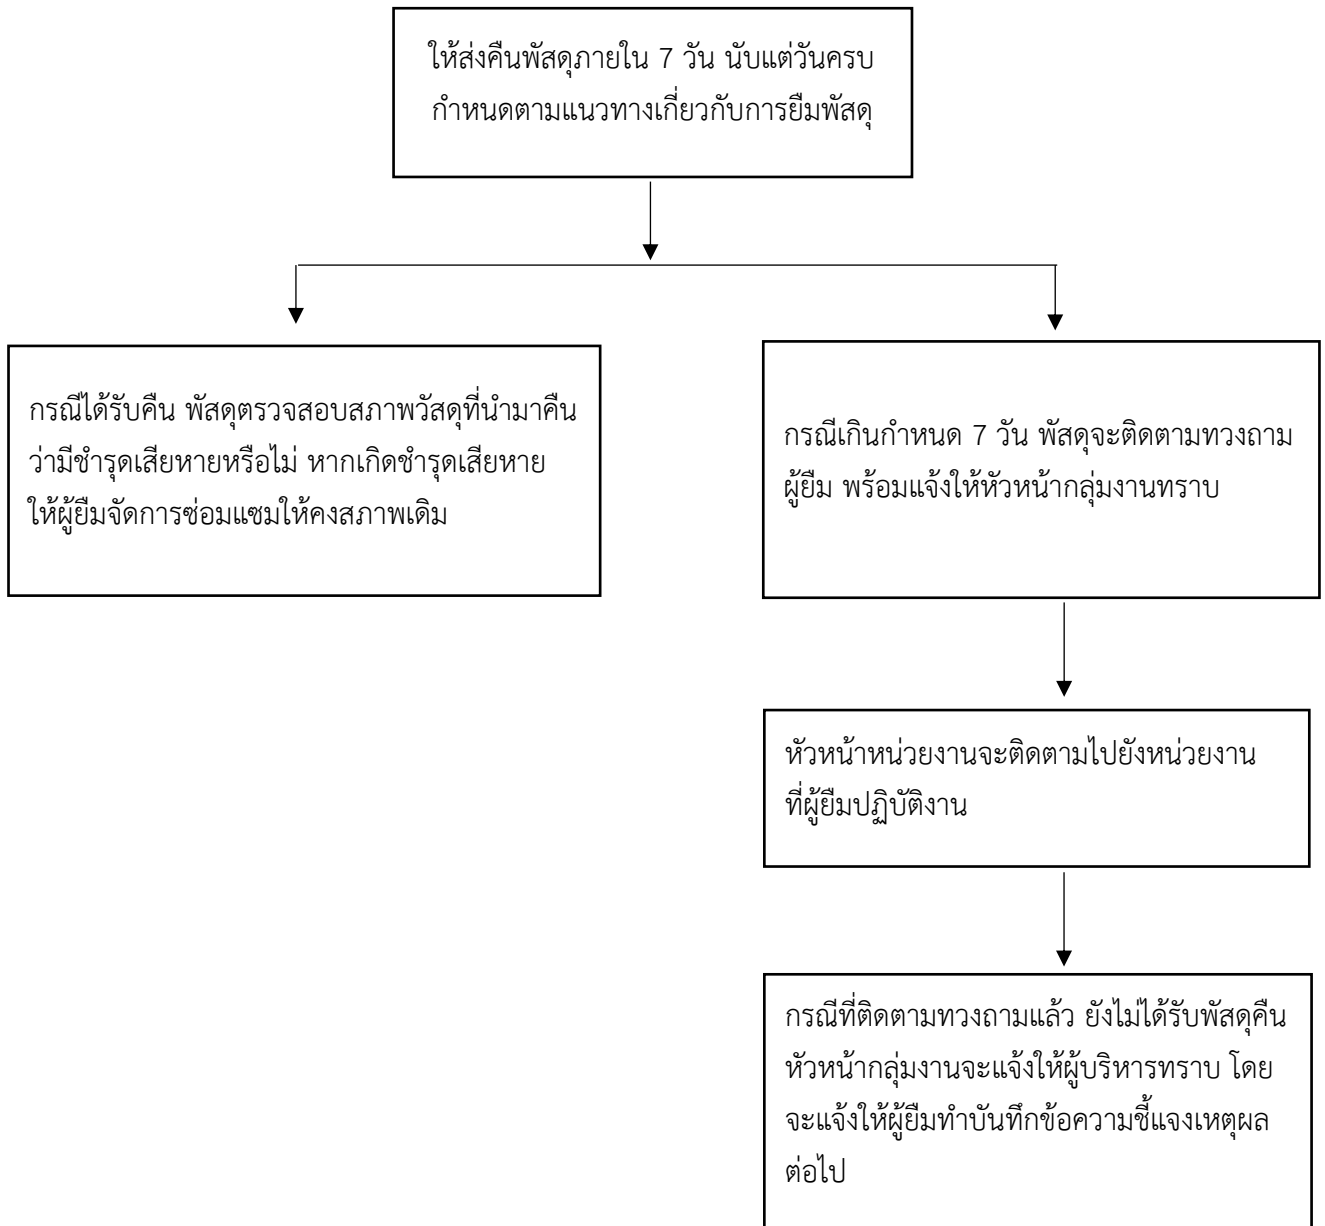 ให้ส่งคืนพัสดุภายใน 7 วัน นับแต่วันครบ
กำหนดตามแนวทางเกี่ยวกับการยืมพัสดุ
กรณีได้รับคืน พัสดุตรวจสอบสภาพวัสดุที่นำมาคืน
ว่ามีชำรุดเสียหายหรือไม่ หากเกิดชำรุดเสียหาย
ให้ผู้ยืมจัดการซ่อมแซมให้คงสภาพเดิม
กรณีเกินกำหนด 7 วัน พัสดุจะติดตามทวงถาม
ผู้ยืม พร้อมแจ้งให้หัวหน้ากลุ่มงานทราบ
หัวหน้าหน่วยงานจะติดตามไปยังหน่วยงาน
ที่ผู้ยืมปฏิบัติงาน
กรณีที่ติดตามทวงถามแล้ว ยังไม่ได้รับพัสดุคืน
หัวหน้ากลุ่มงานจะแจ้งให้ผู้บริหารทราบ โดย
จะแจ้งให้ผู้ยืมทำบันทึกข้อความชี้แจงเหตุผล
ต่อไป